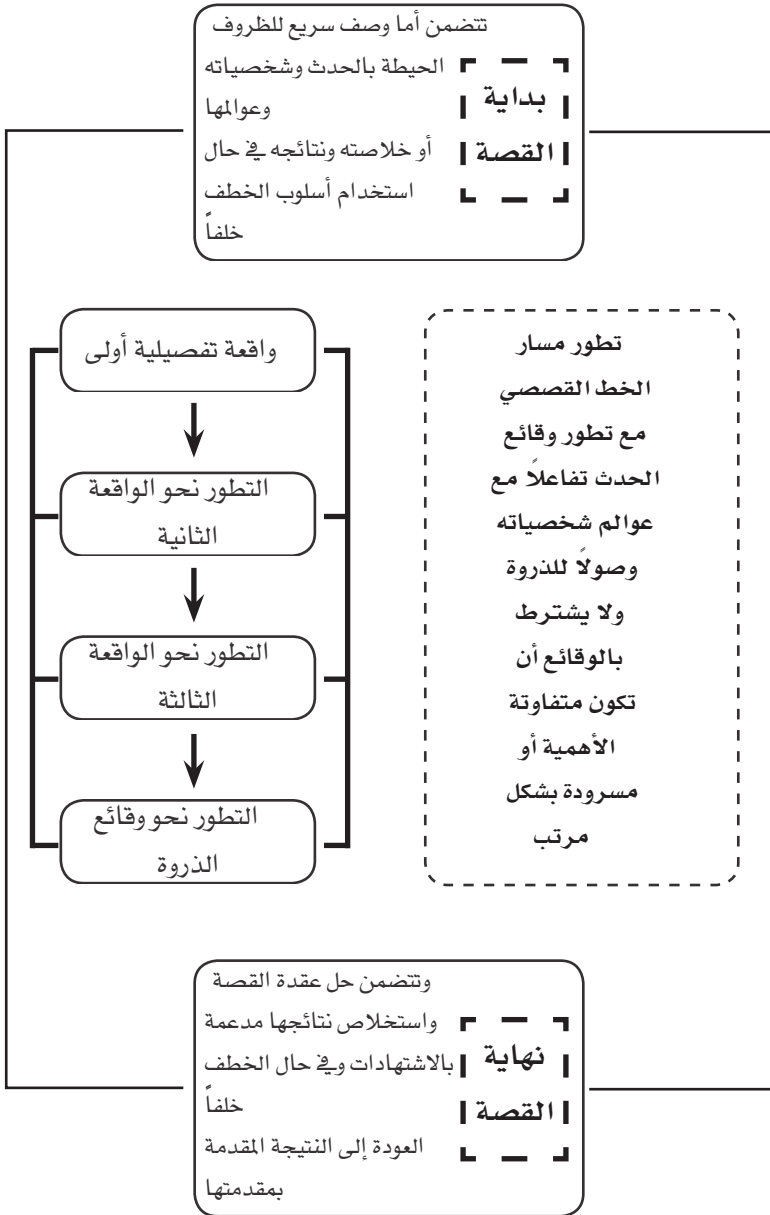 تتضمن أما وصف سريع للظروف
الحيطة بالحدث وشخصياته
وعوالمها
أو خلاصته ونتائجه في حال
استخدام أسلوب الخطف
خلفاً
بداية
القصة
تطور مسار
الخط القصصي
مع تطور وقائع
الحدث تفاعلاً مع
عوالم شخصياته
وصولاً للذروة
ولا يشترط
بالوقائع أن
تكون متفاوتة
الأهمية أو
مسرودة بشكل
مرتب
واقعة تفصيلية أولى
التطور نحو الواقعة
الثانية
التطور نحو الواقعة
الثالثة
التطور نحو وقائع
الذروة
وتتضمن حل عقدة القصة
واستخلاص نتائجها مدعمة
بالاشتهادات وفي حال الخطف
خلفاً
العودة إلى النتيجة المقدمة
بمقدمتها
نهاية
القصة